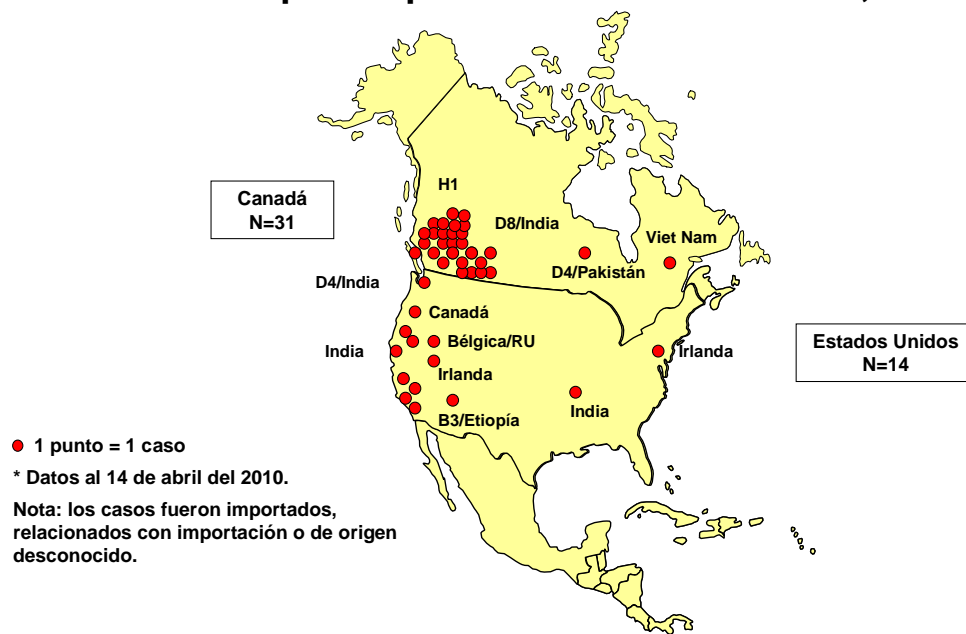 H1
Canadá
N=31
D8/India
Viet Nam
D4/Pakistán
D4/India
Canadá
India
Bélgica/RU
Irlanda
Irlanda
Estados Unidos
N=14
India
B3/Etiopía
1 punto = 1 caso
* Datos al 14 de abril del 2010.
Nota: los casos fueron importados,
relacionados con importación o de origen
desconocido.